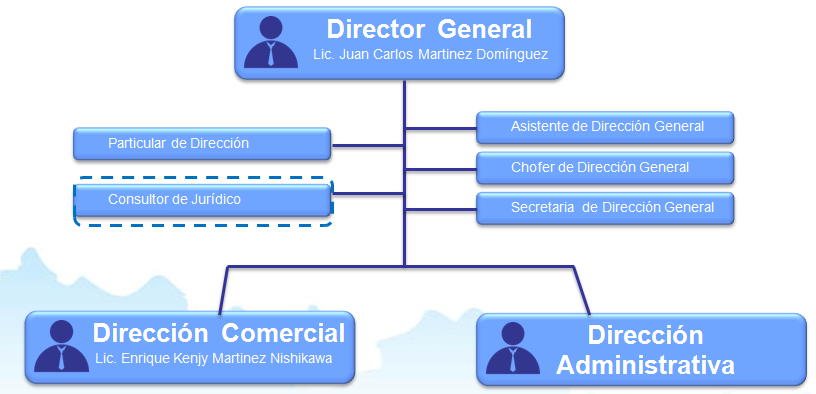 Director General
Lic. Juan Carlos Martinez Domínguez
Asistente de Dirección General
Particular de Dirección
Chofer de Dirección General
Consultor de Jurídico
Secretaria de Dirección General
Dirección Comercial
Lic. Enrique Kenjy Martinez Nishikawa
Dirección
Administrativa